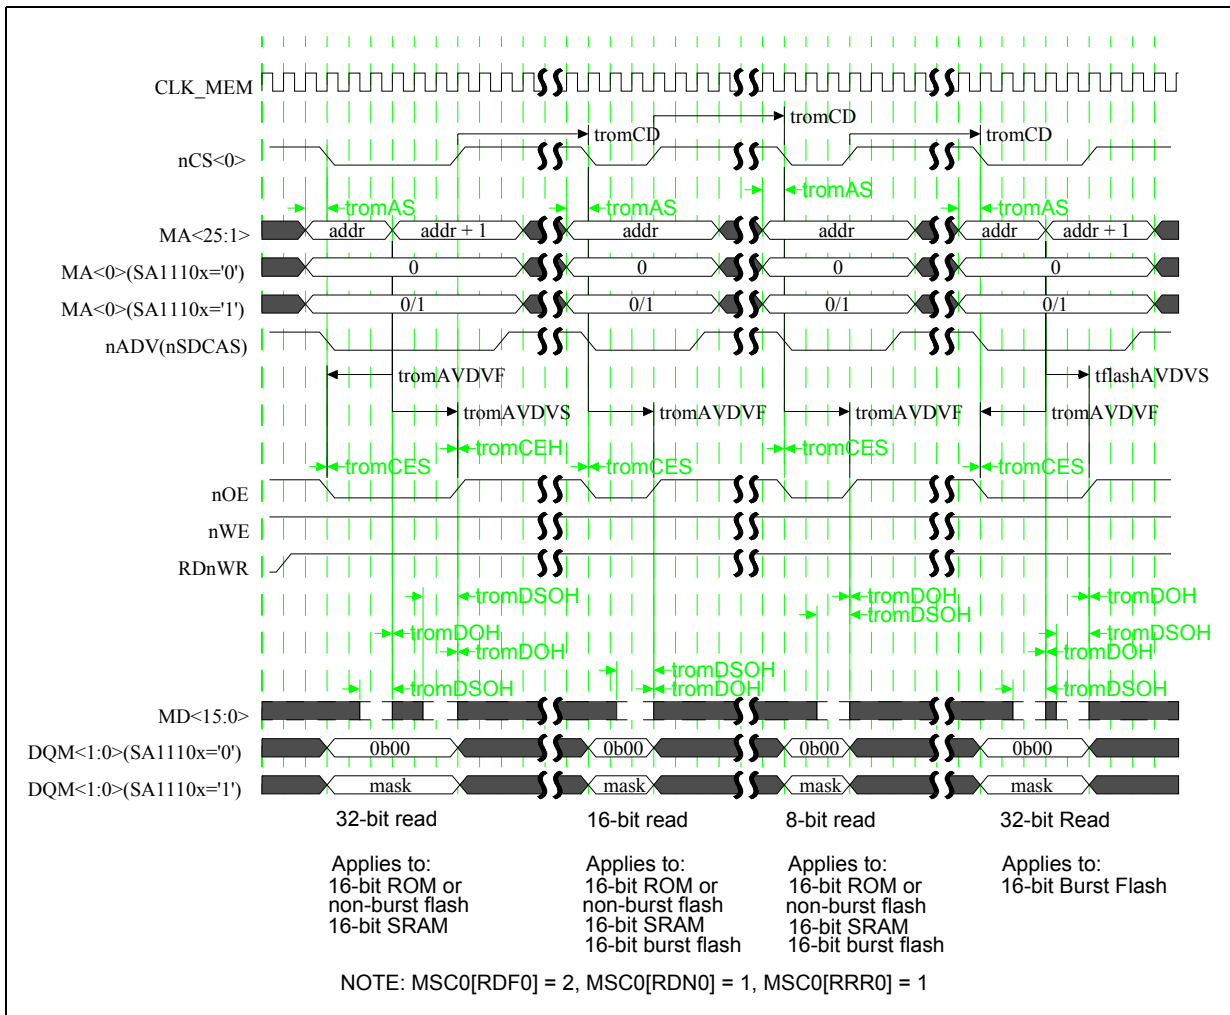 CLK_MEM
tromCD
tromCD
tromCD
nCS<0>
tromAS
tromAS
tromAS
tromAS
MA<25:1>
addr
addr + 1
addr
addr
addr
addr + 1
MA<0>(SA1110x='0')
0
0
0
0
MA<0>(SA1110x='1')
0/1
0/1
0/1
0/1
nADV(nSDCAS)
tromAVDVF
tflashAVDVS
tromAVDVS
tromAVDVF
tromAVDVF
tromAVDVF
tromCEH
tromCES
tromCES
tromCES
tromCES
nOE
nWE
RDnWR
tromDSOH
tromDOH
tromDOH
tromDSOH
tromDOH
tromDSOH
tromDOH
tromDOH
tromDSOH
tromDSOH
tromDOH
MD<15:0>
DQM<1:0>(SA1110x='0')
0b00
0b00
0b00
0b00
DQM<1:0>(SA1110x='1')
mask
mask
mask
mask
32-bit read
16-bit read
8-bit read
32-bit Read
Applies to:
16-bit ROM or
non-burst flash
16-bit SRAM
Applies to:
16-bit ROM or
non-burst flash
16-bit SRAM
16-bit burst flash
Applies to:
16-bit ROM or
non-burst flash
16-bit SRAM
16-bit burst flash
Applies to:
16-bit Burst Flash
NOTE: MSC0[RDF0] = 2, MSC0[RDN0] = 1, MSC0[RRR0] = 1